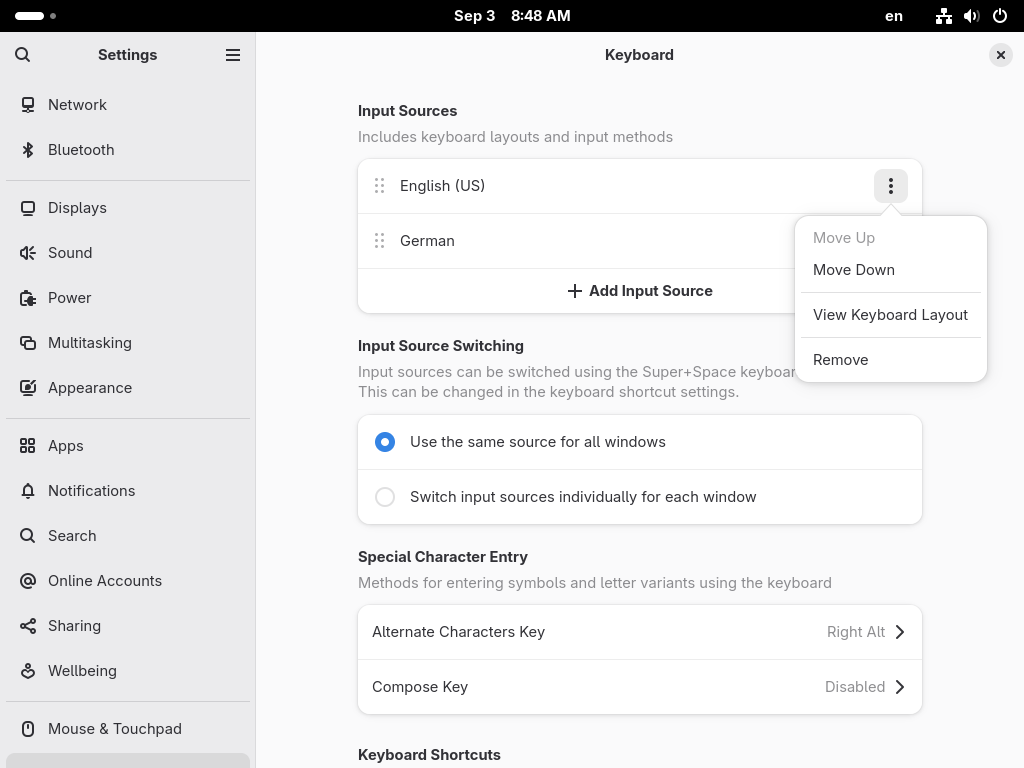 Sep 3 8:48 AM
en
Settings
Keyboard
Network
Bluetooth
Displays
Sound
Power
Multitasking
Appearance
Apps
Notifications
Search
Online Accounts
Sharing
Wellbeing
Mouse & Touchpad
Input Sources
Includes keyboard layouts and input methods
English (US)
German
Add Input Source
Move Up
Move Down
View Keyboard Layout
Remove
Input Source Switching
Input sources can be switched using the Super+Space
This can be changed in the keyboard shortcut settings.
Use the same source for all windows
Switch input sources individually for each window
Special Character Entry
Methods for entering symbols and letter variants using the keyboard
Alternate Characters Key
Right Alt
Compose Key
Disabled
Keyboard Shortcuts